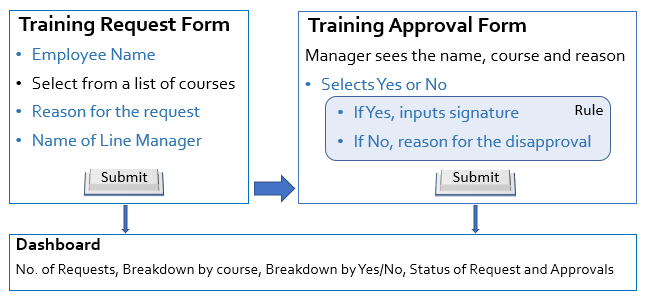 Training Request Form
• Employee Name
• Select from a list of courses
• Reason for the request
• Name of Line Manager
Submit
Training Approval Form
Manager sees the name, course and reason
• Selects Yes or No
Rule
• If Yes, inputs signature
• If No, reason for the disapproval
Submit
Dashboard
No. of Requests, Breakdown by course, Breakdown by Yes/No, Status of Request and Approvals